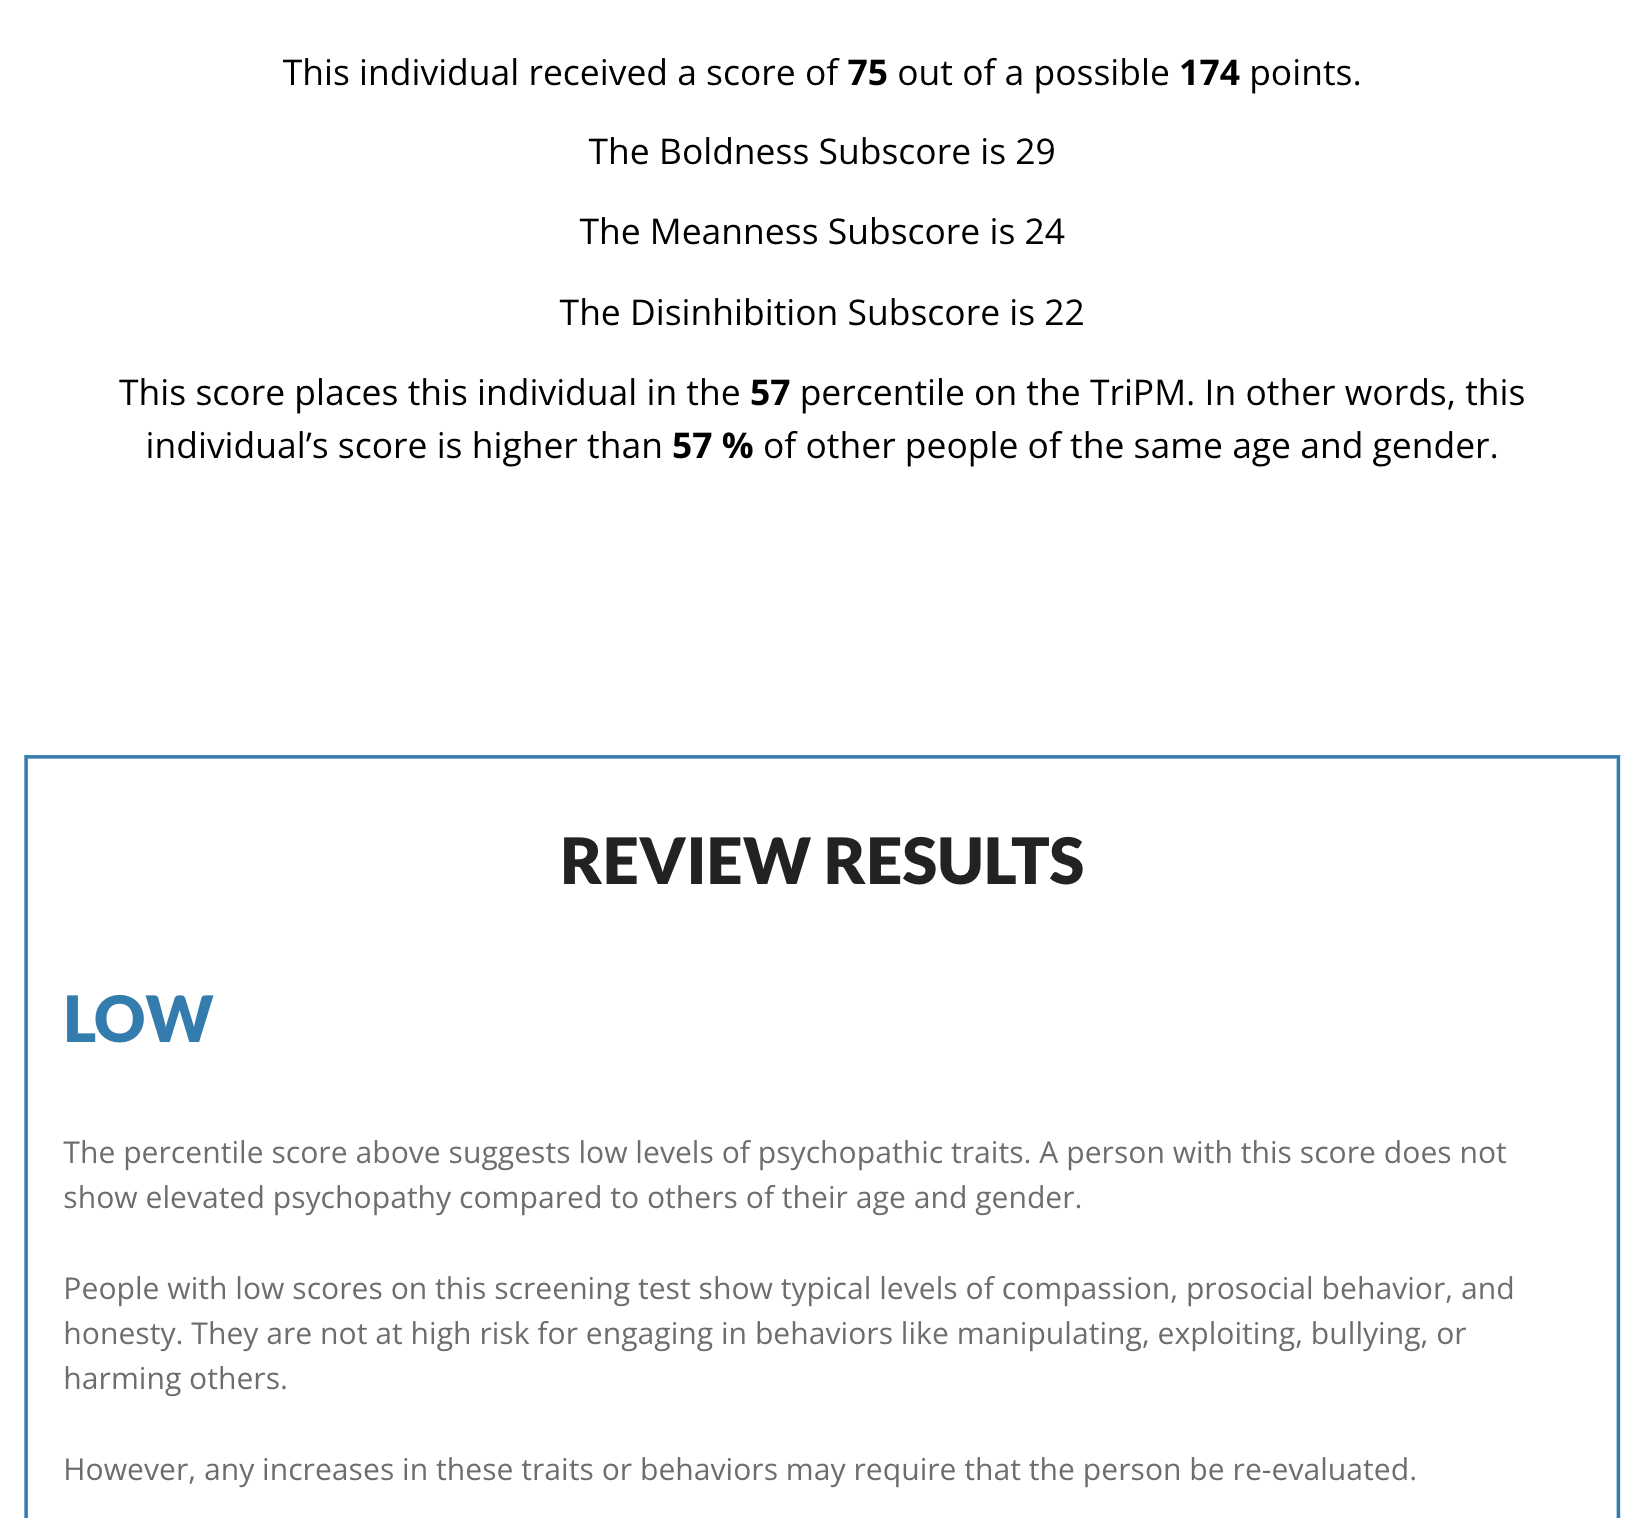 This individual received a score of 75 out of a possible 174 points.
The Boldness Subscore is 29
The Meanness Subscore is 24
The Disinhibition Subscore is 22
This score places this individual in the 57 percentile on the TriPM. In other words, this
individual’s score is higher than 57 % of other people of the same age and gender.
REVIEW RESULTS
LOW
The percentile score above suggests low levels of psychopathic traits. A person with this score does not
show elevated psychopathy compared to others of their age and gender.
People with low scores on this screening test show typical levels of compassion, prosocial behavior, and
honesty. They are not at high risk for engaging in behaviors like manipulating, exploiting, bullying, or
harming others.
However, any increases in these traits or behaviors may require that the person be re-evaluated.